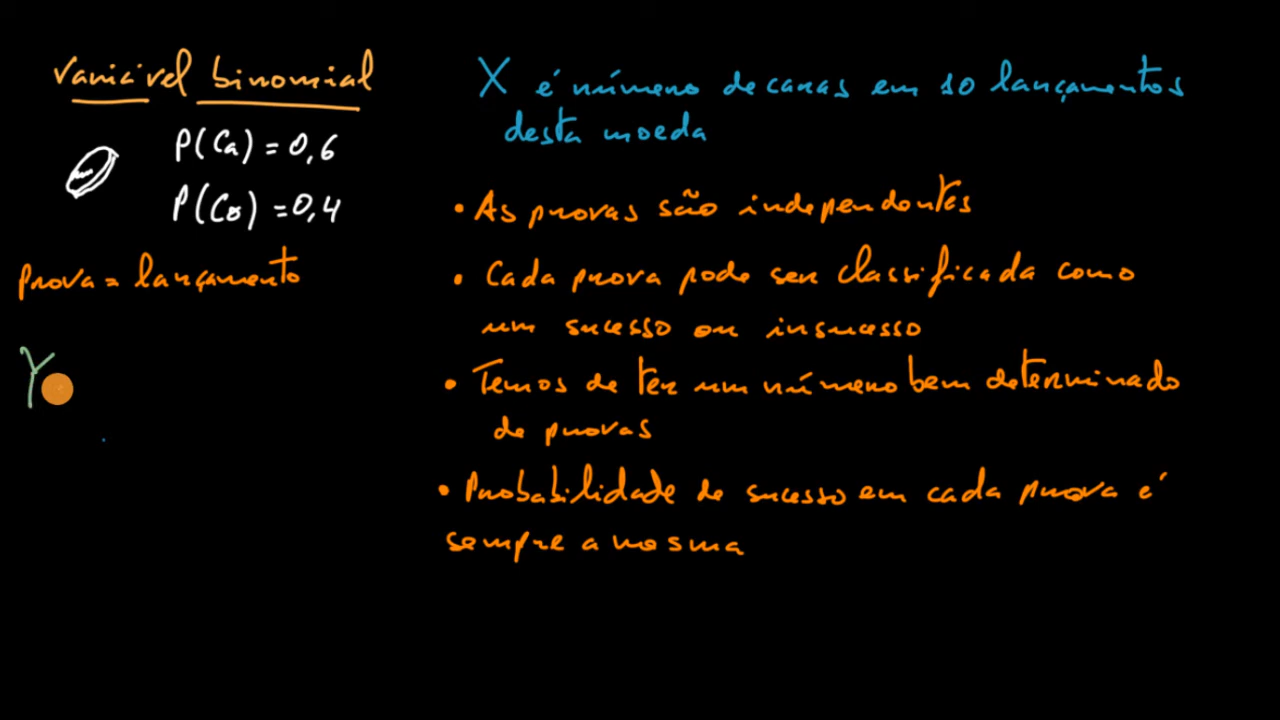 variável binomial
P(Ca) = 0,6
P(Co) = 0,4
prova = lançamento
Y
X é número de caras em 10 lançamentos
desta moeda
• As provas são independentes
• Cada prova pode ser classificada como
um sucesso ou insucesso
• Temos de ter um número bem determinado
de provas
• Probabilidade de sucesso em cada prova é
sempre a mesma